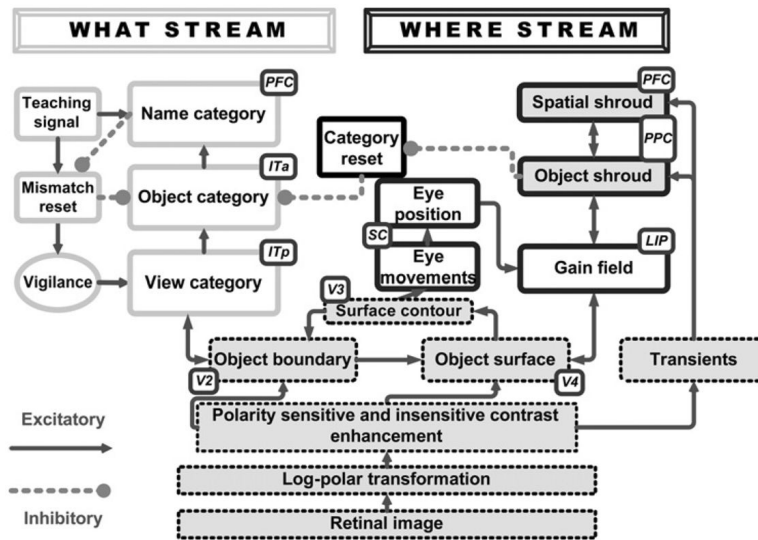 WHAT STREAM
WHERE STREAM
PFC
Teaching
signal
Name category
PFC
Spatial shroud
PPC
Category
reset
ITa
Mismatch
reset
Object category
Object shroud
Eye
position
SC
Eye
movements
LIP
Gain field
ITp
Vigilance
View category
V3
Surface contour
Object boundary
V2
Object surface
V4
Transients
Polarity sensitive and insensitive contrast
enhancement
Excitatory
Inhibitory
Log-polar transformation
Retinal image